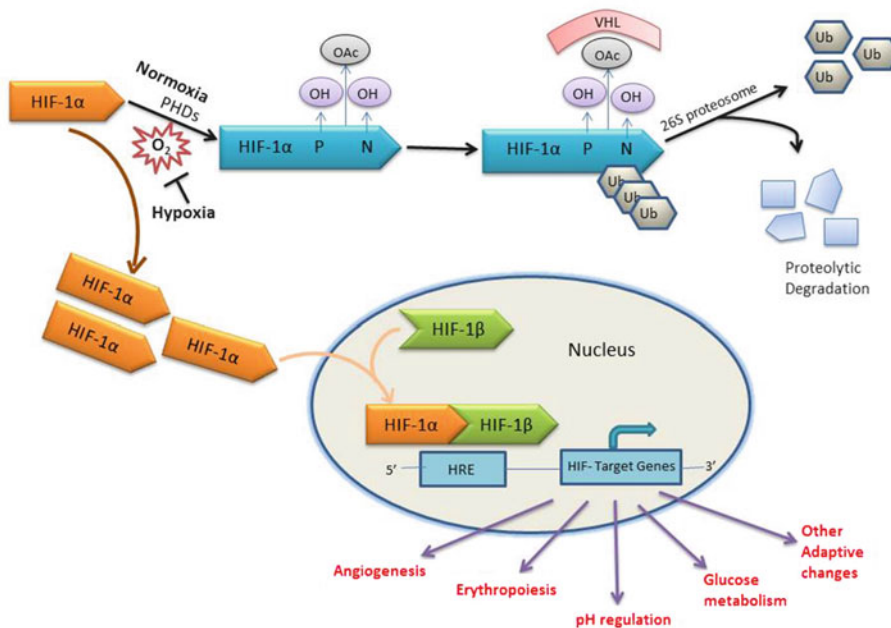 HIF-1α
Normoxia
PHDs
O2
Hypoxia
OAc
OH
OH
HIF-1α P N
VHL
OAc
OH
OH
HIF-1α P N
Ub
Ub
Ub
26S proteosome
Ub
Ub
Ub
Proteolytic
Degradation
HIF-1α
HIF-1α
HIF-1α
HIF-1β
Nucleus
HIF-1α
HIF-1β
5’
HRE
HIF- Target Genes
3’
Angiogenesis
Erythropoiesis
pH regulation
Glucose
metabolism
Other
Adaptive
changes